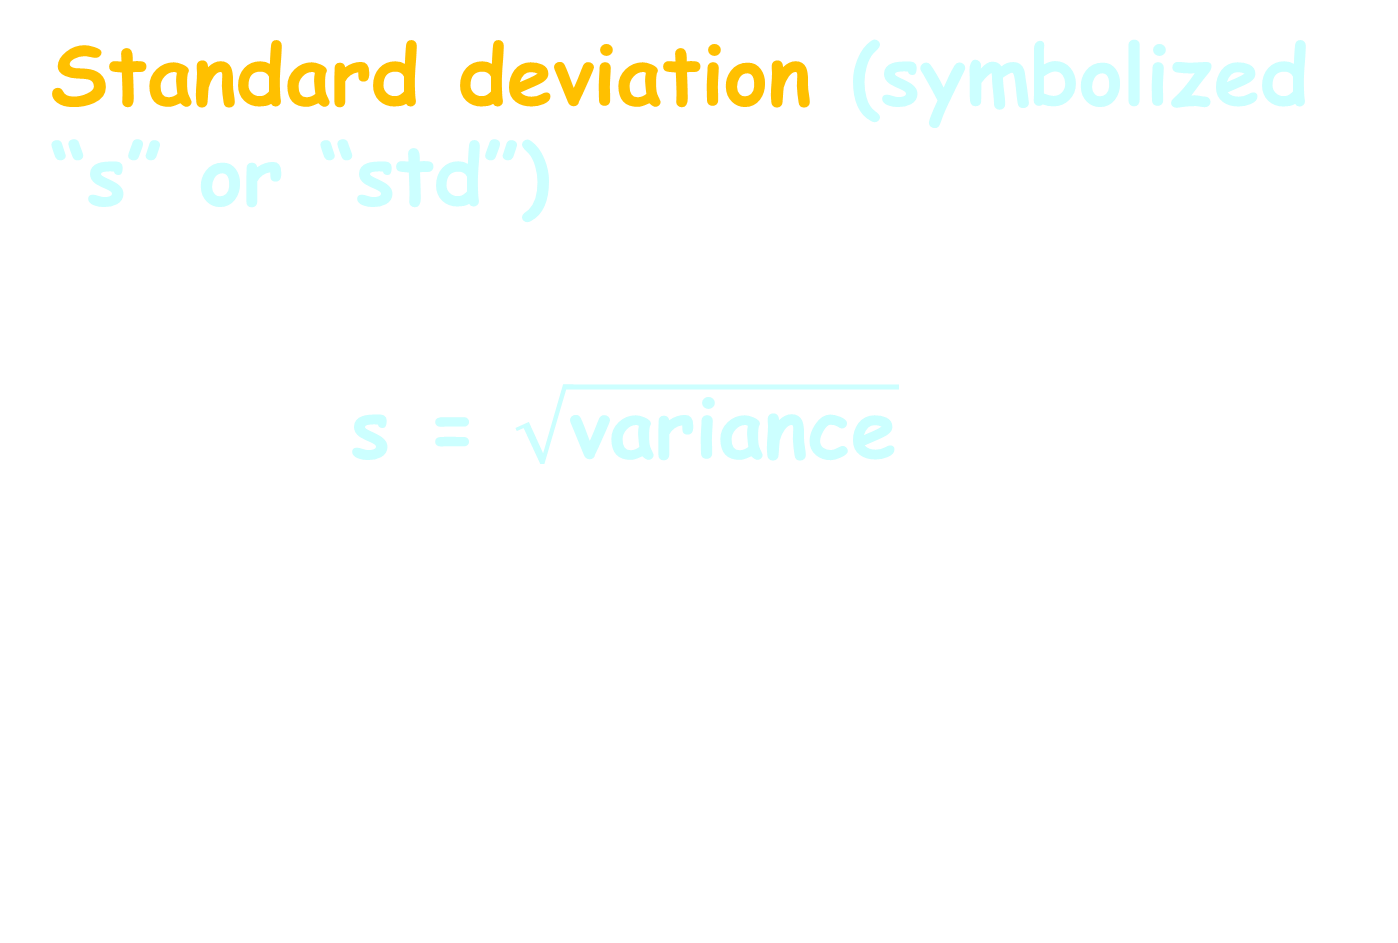 Standard deviation (symbolized
“s” or “std”)
s = √variance